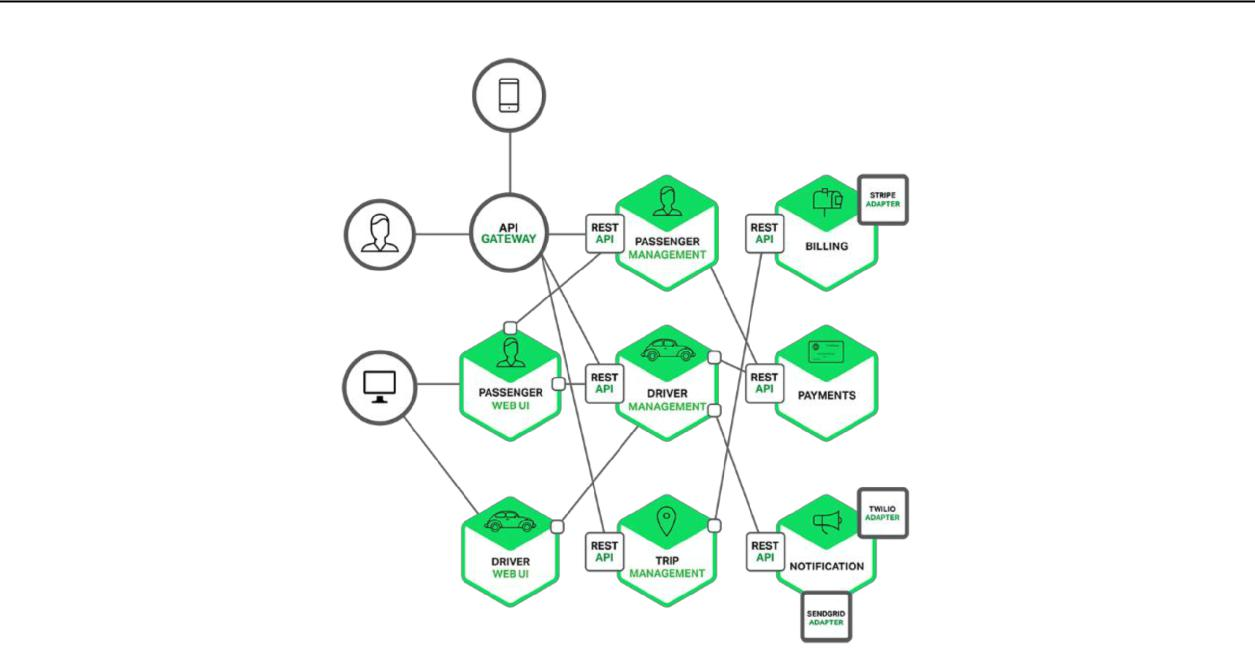 API
GATEWAY
REST
API
PASSENGER
MANAGEMENT
REST
API
BILLING
STRIPE
ADAPTER
PASSENGER
WEB UI
REST
API
DRIVER
MANAGEMENT
REST
API
PAYMENTS
DRIVER
WEB UI
REST
API
TRIP
MANAGEMENT
REST
API
NOTIFICATION
TWILIO
ADAPTER
SENDGRID
ADAPTER